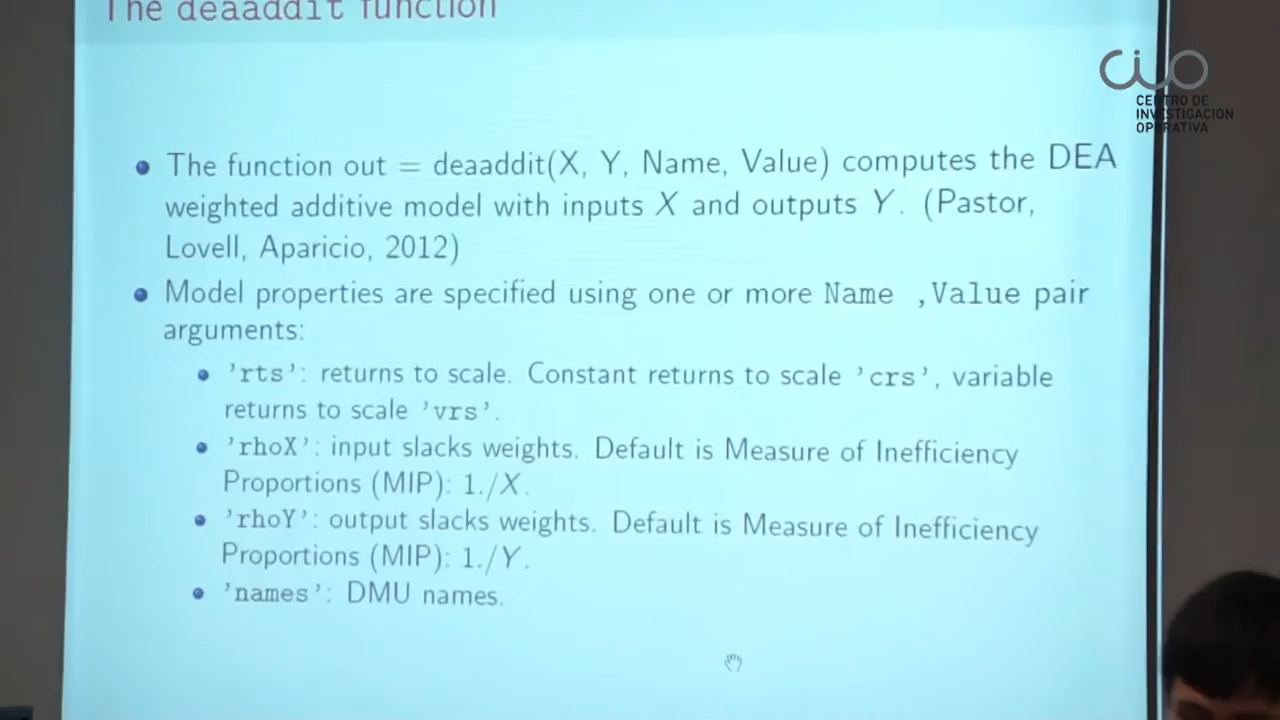 The deaaddit function
CIO
CENTRO DE
INVESTIGACION
OPERATIVA
The function out = deaaddit(X, Y, Name, Value) computes the DEA
weighted additive model with inputs X and outputs Y. (Pastor,
Lovell, Aparicio, 2012)
Model properties are specified using one or more Name ,Value pair
arguments:
'rts': returns to scale. Constant returns to scale 'crs', variable
returns to scale 'vrs'.
'rhoX': input slacks weights. Default is Measure of Inefficiency
Proportions (MIP): 1./X.
'rhoY': output slacks weights. Default is Measure of Inefficiency
Proportions (MIP): 1./Y.
'names': DMU names.